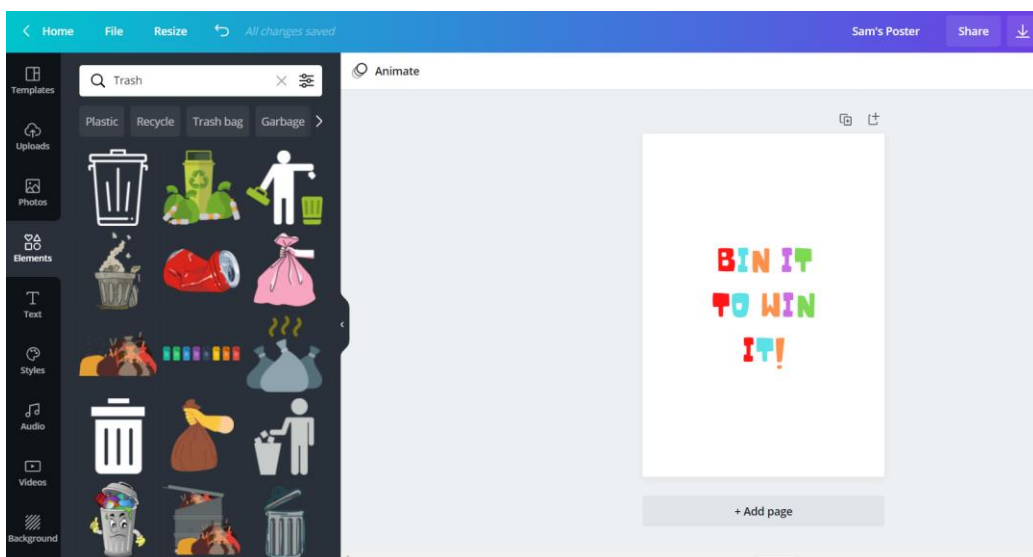 Home File Resize All changes saved Sam's Poster Share
Templates
Uploads
Photos
Elements
Text
Styles
Audio
Videos
Background
Trash
Plastic Recycle Trash bag Garbage
Animate
BIN IT
TO WIN
IT!
+ Add page